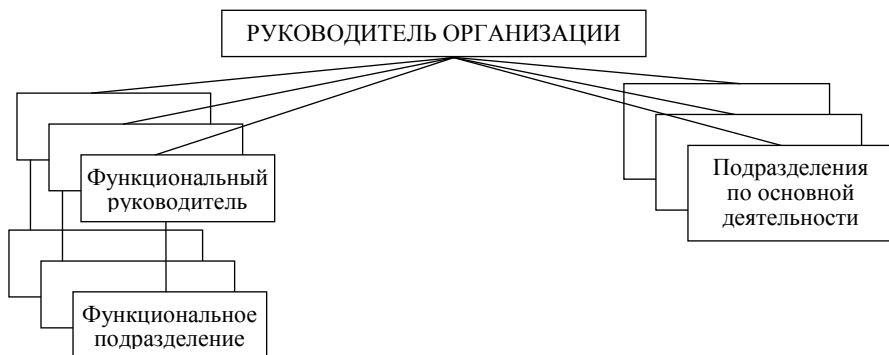 РУКОВОДИТЕЛЬ ОРГАНИЗАЦИИ
Функциональный
руководитель
Подразделения
по основной
деятельности
Функциональное
подразделение